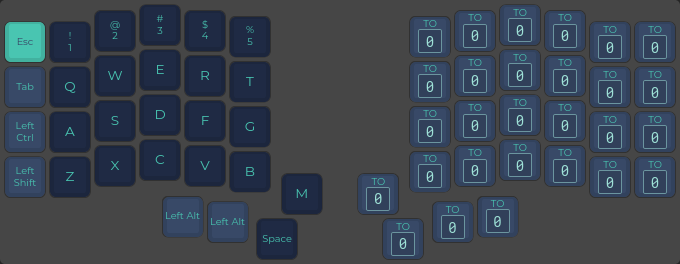 Esc ! @ # $ % TO TO TO TO TO TO
1 2 3 4 5 0 0 0 0 0 0
Tab Q W E R T TO TO TO TO TO TO
0 0 0 0 0 0
Left A S D F G TO TO TO TO TO TO
Ctrl 0 0 0 0 0 0
Left Z X C V B TO TO TO TO TO TO
Shift 0 0 0 0 0 0
M TO
0
Left Alt Left Alt TO TO
0 0
Space TO
0